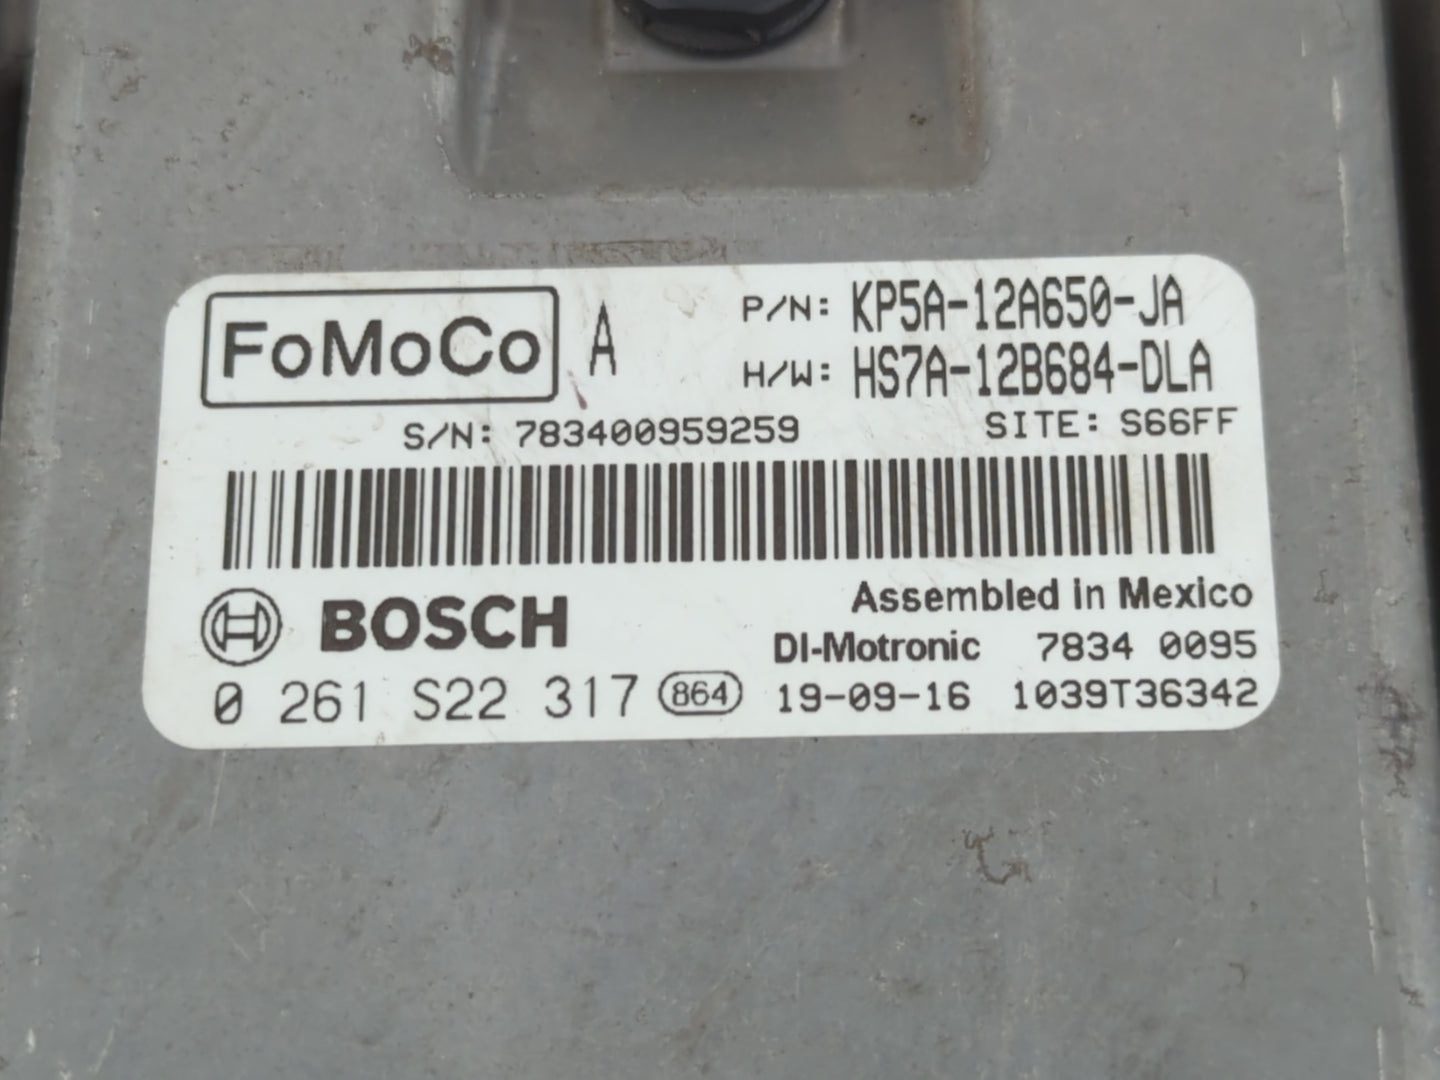 FoMoCo A P/N: KP5A-12A650-JA
H/W: HS7A-12B684-DLA
S/N: 783400959259 SITE: S66FF
Assembled in Mexico
BOSCH DI-Motronic 7834 0095
0 261 S22 317 864 19-09-16 1039T36342